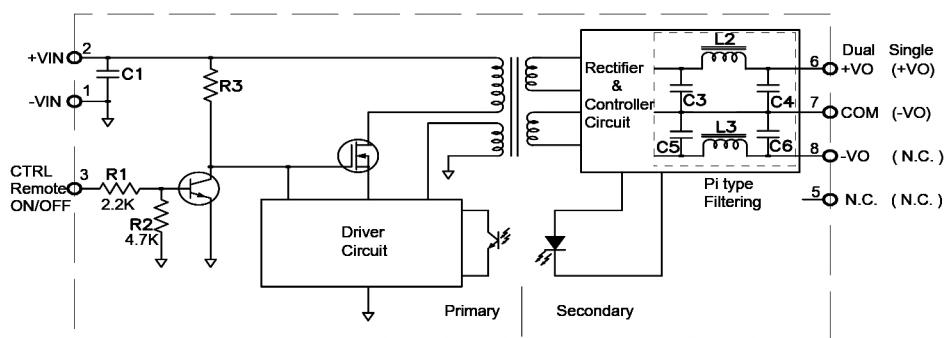 +VIN 2
C1
-VIN 1
R3
CTRL
Remote
ON/OFF
3
R1
2.2K
R2
4.7K
Driver
Circuit
Primary
Secondary
Rectifier
&
Controller
Circuit
L2
C3
C4
L3
C5
C6
Pi type
Filtering
Dual Single
6 +VO (+VO)
7 COM (-VO)
8 -VO ( N.C. )
5 N.C. ( N.C. )